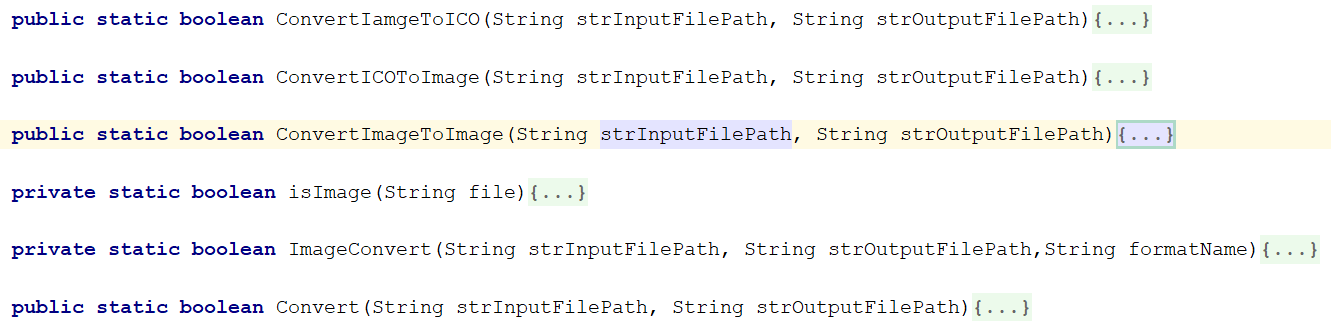 public static boolean ConvertIamgeToICO(String strInputFilePath, String strOutputFilePath){...}
public static boolean ConvertICOToImage(String strInputFilePath, String strOutputFilePath){...}
public static boolean ConvertImageToImage(String strInputFilePath, String strOutputFilePath){...}
private static boolean isImage(String file){...}
private static boolean ImageConvert(String strInputFilePath, String strOutputFilePath,String formatName){...}
public static boolean Convert(String strInputFilePath, String strOutputFilePath){...}